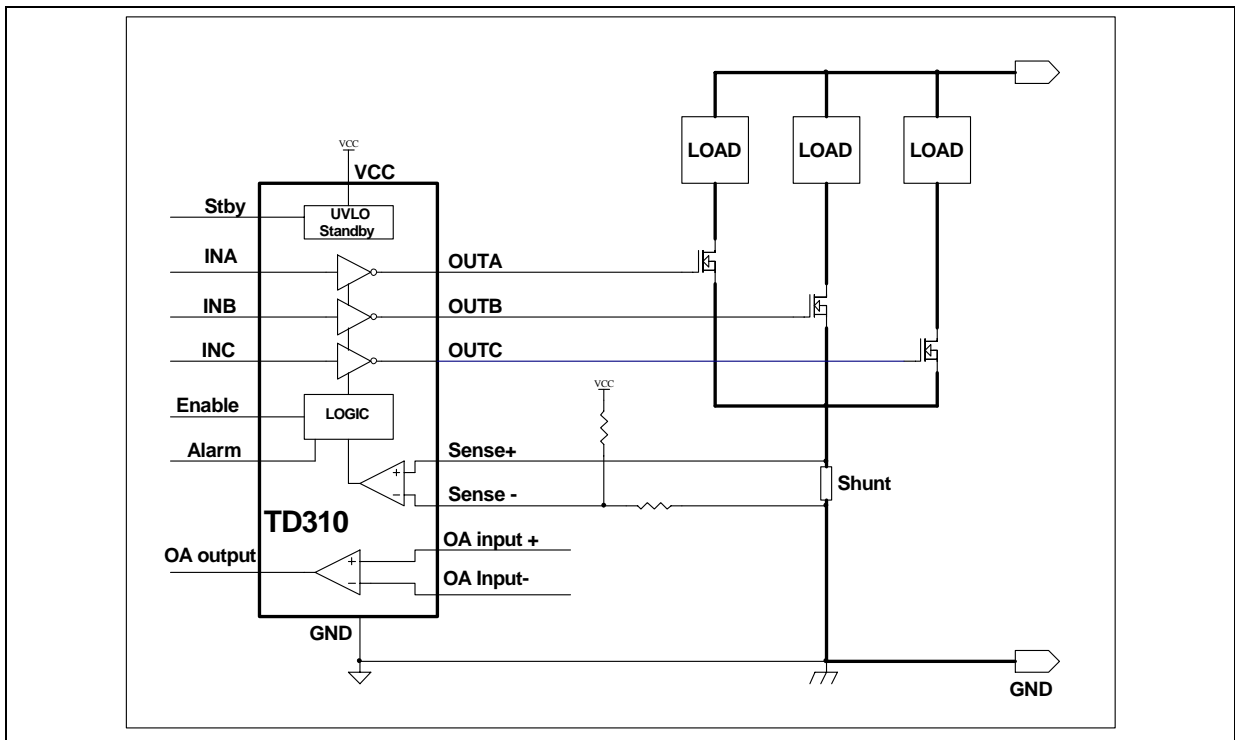 LOAD
LOAD
LOAD
VCC
VCC
Stby
UVLO
Standby
INA
OUTA
INB
OUTB
INC
OUTC
VCC
Enable
LOGIC
Alarm
Sense+
+
-
Sense -
Shunt
TD310
OA output
OA input +
+
-
OA Input-
GND
GND